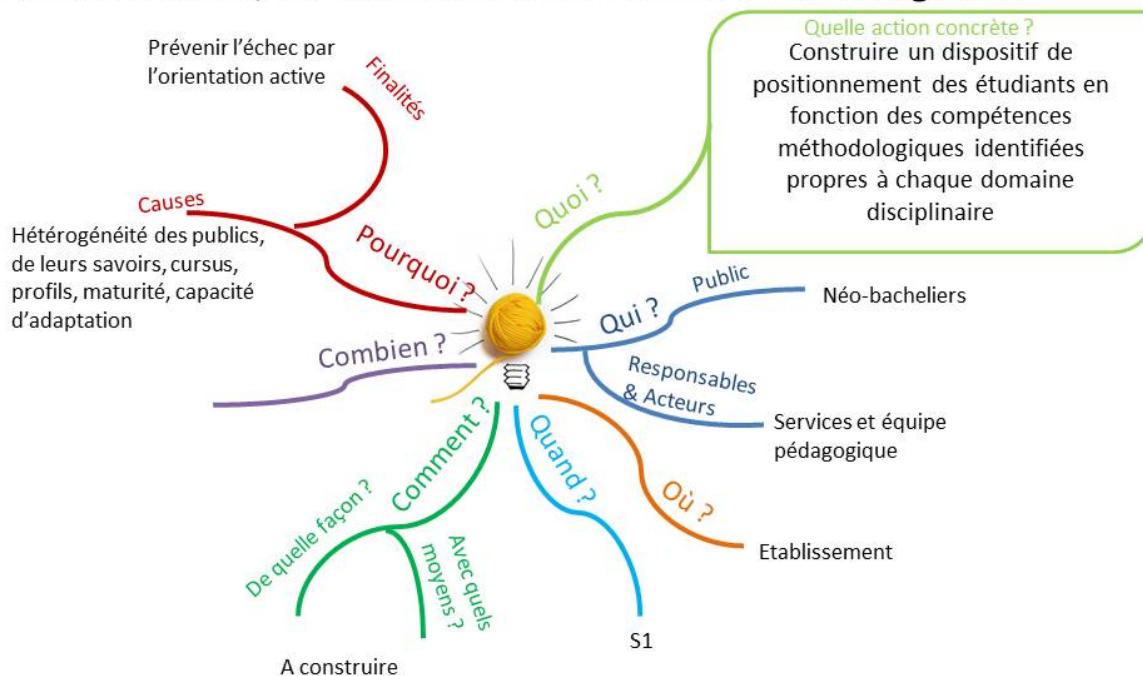 Quelle action concrète ?
Construire un dispositif de
positionnement des étudiants en
fonction des compétences
méthodologiques identifiées
propres à chaque domaine
disciplinaire
Prévenir l'échec par
l'orientation active
Finalités
Causes
Hétérogénéité des publics,
de leurs savoirs, cursus,
profils, maturité, capacité
d'adaptation
Pourquoi ?
Quoi ?
Qui ?
Public
Néo-bacheliers
Responsables
& Acteurs
Services et équipe
pédagogique
Combien ?
Comment ?
De quelle façon ?
Avec quels
moyens ?
A construire
Quand ?
S1
Où ?
Etablissement